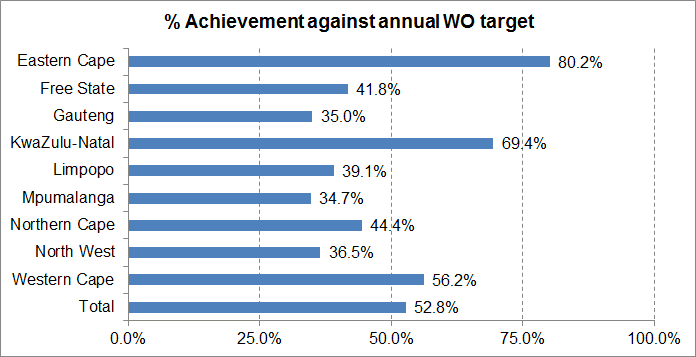 % Achievement against annual WO target
Eastern Cape 80.2%
Free State 41.8%
Gauteng 35.0%
KwaZulu-Natal 69.4%
Limpopo 39.1%
Mpumalanga 34.7%
Northern Cape 44.4%
North West 36.5%
Western Cape 56.2%
Total 52.8%
0.0% 25.0% 50.0% 75.0% 100.0%